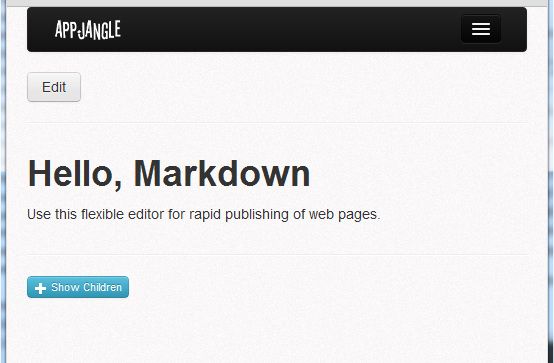 APPJANGLE
Edit
Hello, Markdown
Use this flexible editor for rapid publishing of web pages.
Show Children